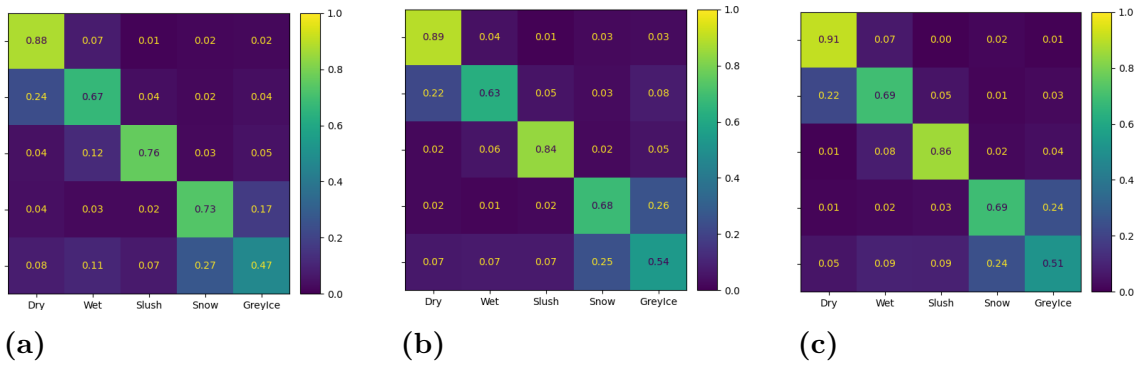 1.0
0.88 0.07 0.01 0.02 0.02
0.8
0.24 0.67 0.04 0.02 0.04
0.6
0.04 0.12 0.76 0.03 0.05
0.4
0.04 0.03 0.02 0.73 0.17
0.2
0.08 0.11 0.07 0.27 0.47
0.0
Dry Wet Slush Snow GreyIce
(a)
1.0
0.89 0.04 0.01 0.03 0.03
0.8
0.22 0.63 0.05 0.03 0.08
0.6
0.02 0.06 0.84 0.02 0.05
0.4
0.02 0.01 0.02 0.68 0.26
0.2
0.07 0.07 0.07 0.25 0.54
0.0
Dry Wet Slush Snow GreyIce
(b)
1.0
0.91 0.07 0.00 0.02 0.01
0.8
0.22 0.69 0.05 0.01 0.03
0.6
0.01 0.08 0.86 0.02 0.04
0.4
0.01 0.02 0.03 0.69 0.24
0.2
0.05 0.09 0.09 0.24 0.51
0.0
Dry Wet Slush Snow GreyIce
(c)